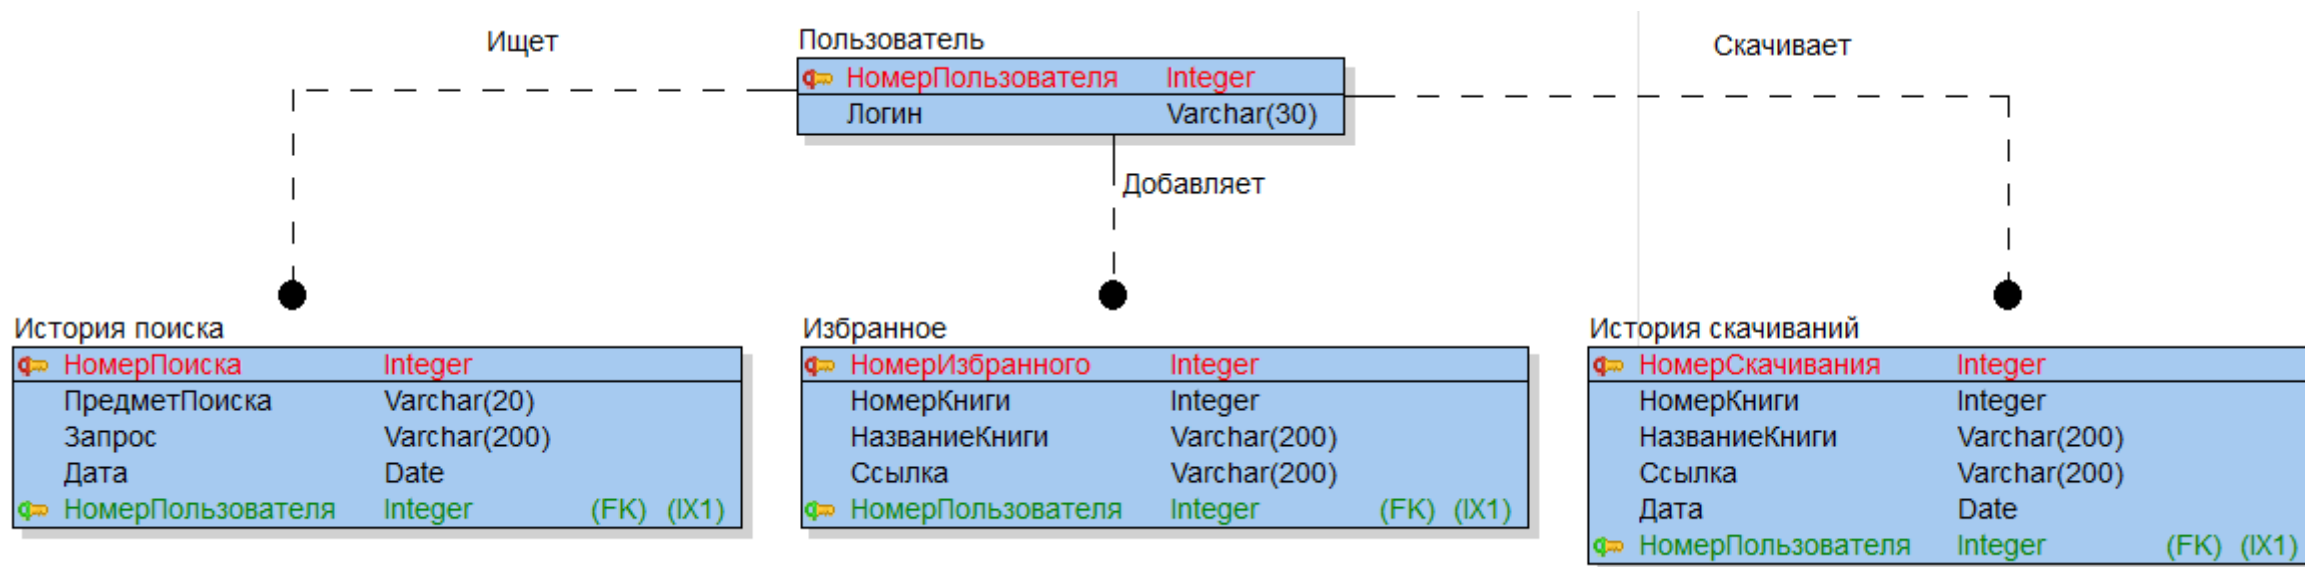 Ищет
Пользователь
Скачивает
НомерПользователя Integer
Логин Varchar(30)
Добавляет
История поиска
НомерПоиска Integer
ПредметПоиска Varchar(20)
Запрос Varchar(200)
Дата Date
НомерПользователя Integer (FK) (IX1)
Избранное
НомерИзбранного Integer
НомерКниги Integer
НазваниеКниги Varchar(200)
Ссылка Varchar(200)
НомерПользователя Integer (FK) (IX1)
История скачиваний
НомерСкачивания Integer
НомерКниги Integer
НазваниеКниги Varchar(200)
Ссылка Varchar(200)
Дата Date
НомерПользователя Integer (FK) (IX1)